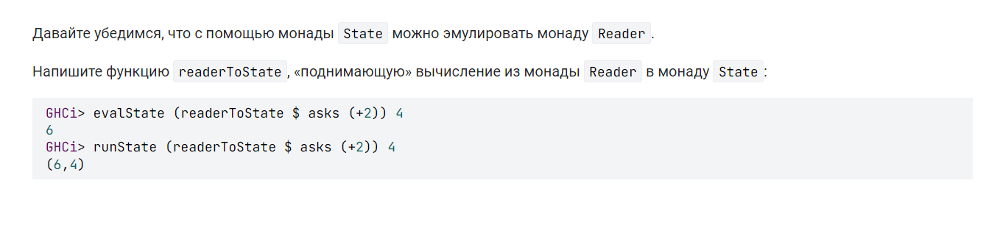 Давайте убедимся, что с помощью монады State можно эмулировать монаду Reader.
Напишите функцию readerToState, «поднимающую» вычисление из монады Reader в монаду State:
GHCi> evalState (readerToState $ asks (+2)) 4
6
GHCi> runState (readerToState $ asks (+2)) 4
(6,4)